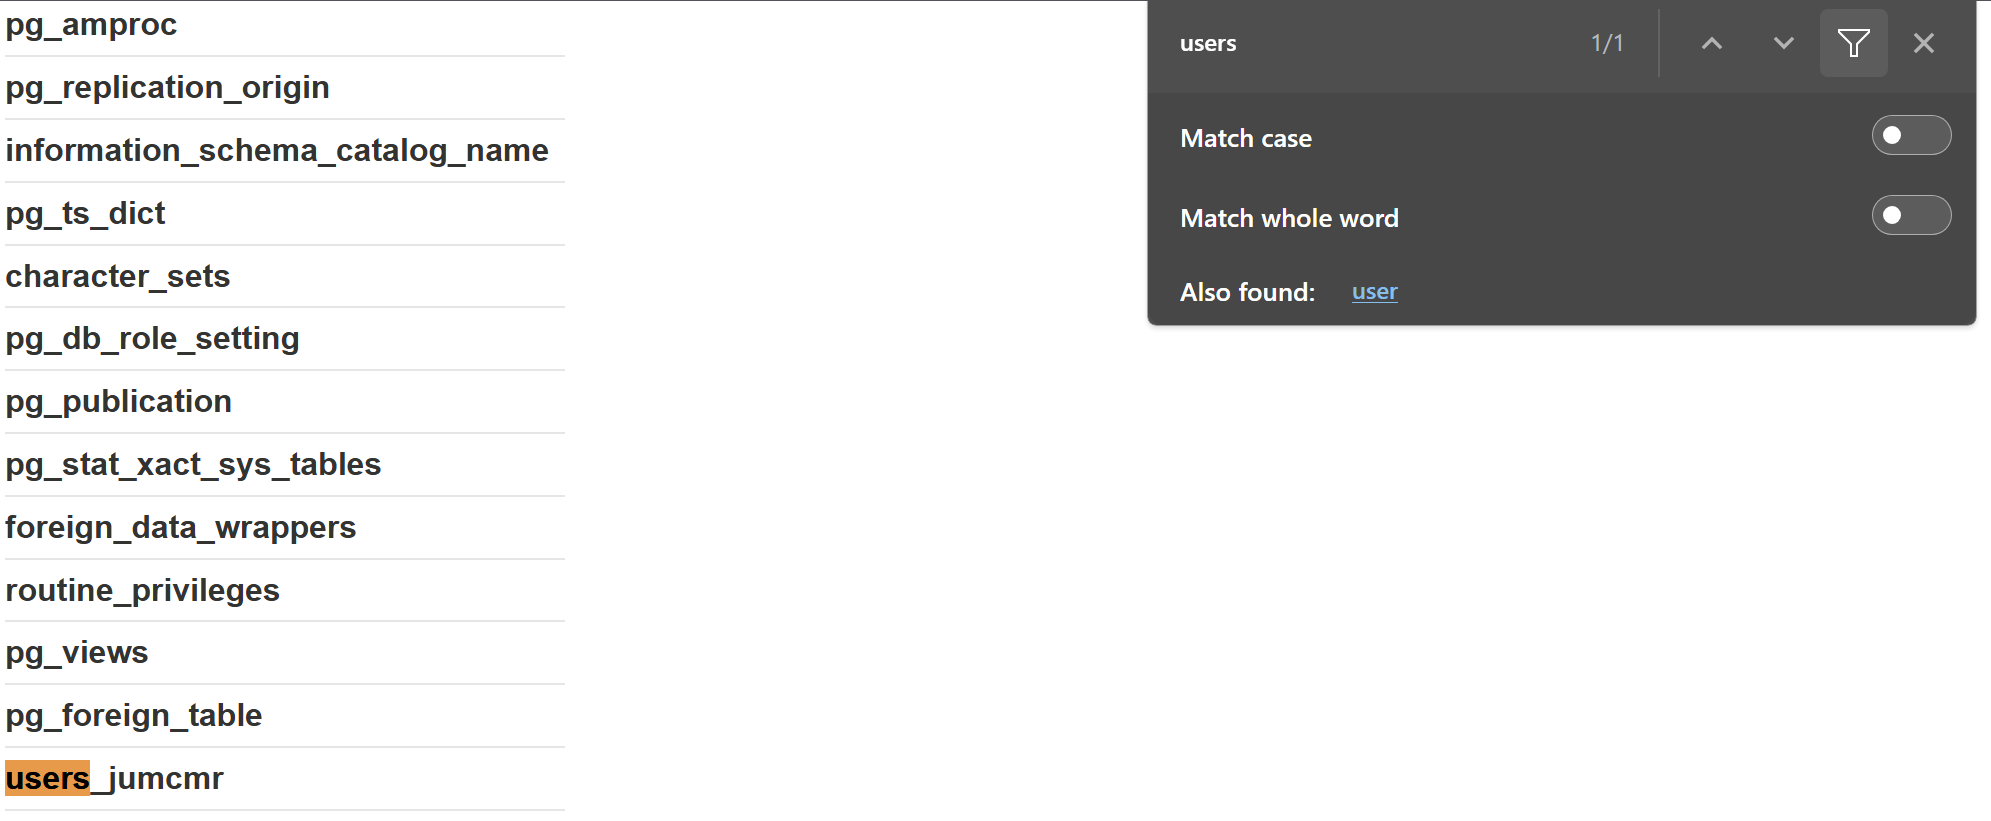 pg_amproc
pg_replication_origin
information_schema_catalog_name
pg_ts_dict
character_sets
pg_db_role_setting
pg_publication
pg_stat_xact_sys_tables
foreign_data_wrappers
routine_privileges
pg_views
pg_foreign_table
users_jumcmr
users 1/1
Match case
Match whole word
Also found: user